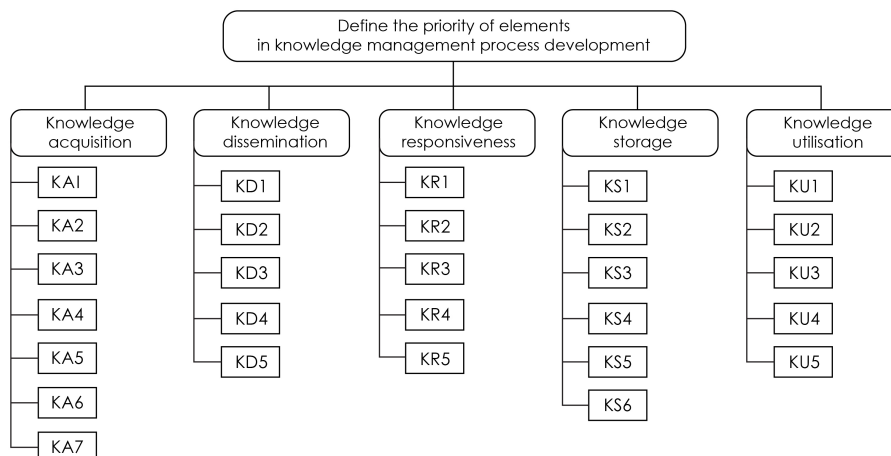 Define the priority of elements
in knowledge management process development
Knowledge
acquisition
KAI
KA2
KA3
KA4
KA5
KA6
KA7
Knowledge
dissemination
KD1
KD2
KD3
KD4
KD5
Knowledge
responsiveness
KR1
KR2
KR3
KR4
KR5
Knowledge
storage
KS1
KS2
KS3
KS4
KS5
KS6
Knowledge
utilisation
KU1
KU2
KU3
KU4
KU5